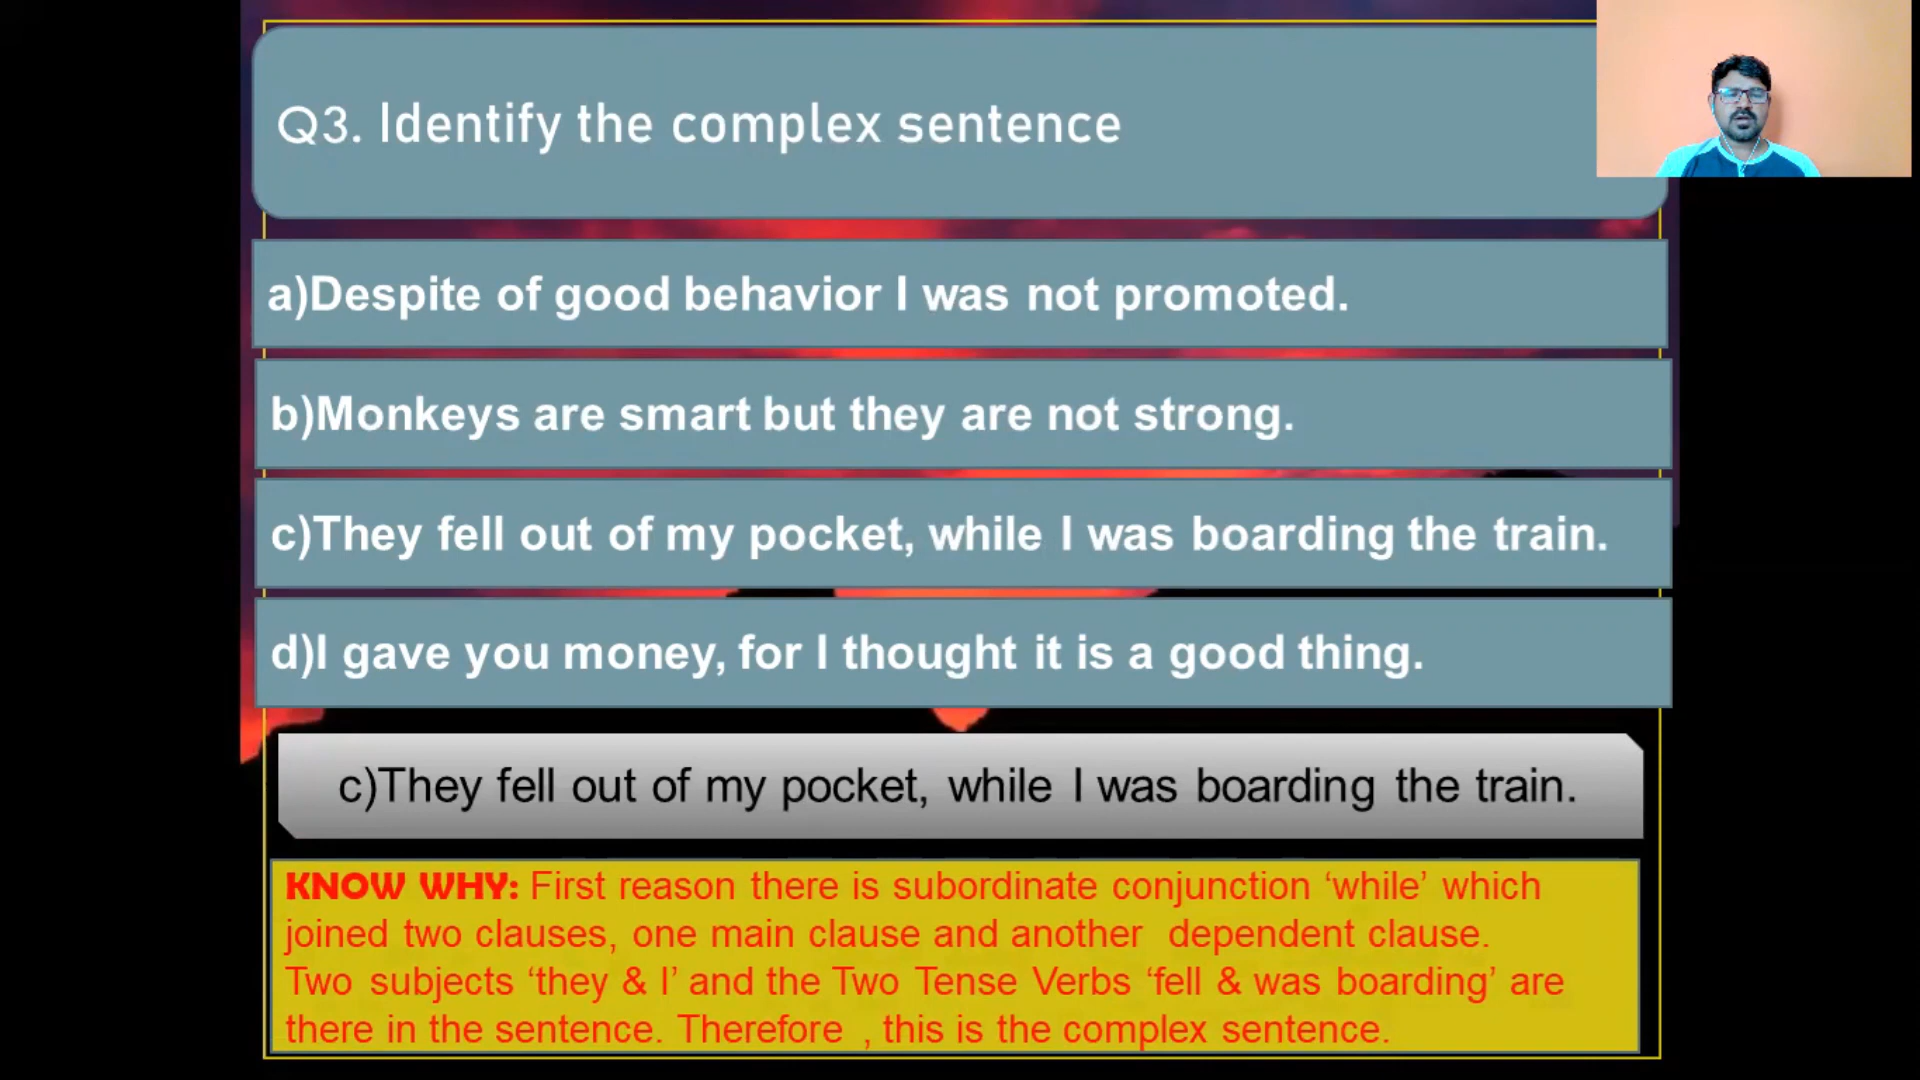 Q3. Identify the complex sentence
a)Despite of good behavior I was not promoted.
b)Monkeys are smart but they are not strong.
c)They fell out of my pocket, while I was boarding the train.
d)I gave you money, for I thought it is a good thing.
c)They fell out of my pocket, while I was boarding the train.
KNOW WHY: First reason there is subordinate conjunction ‘while’ which
joined two clauses, one main clause and another dependent clause.
Two subjects ‘they & I’ and the Two Tense Verbs ‘fell & was boarding’ are
there in the sentence. Therefore , this is the complex sentence.